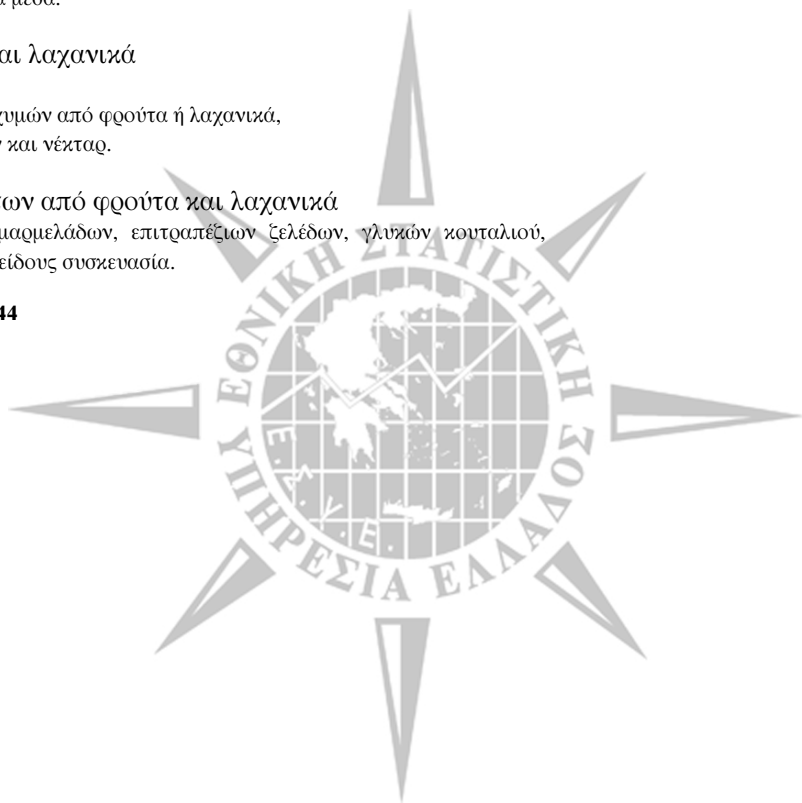 μέσα.
αι λαχανικά
χυμών από φρούτα ή λαχανικά,
και νέκταρ.
των από φρούτα και λαχανικά
μαρμελάδων, επιτραπέζιων ζελέδων, γλυκών κουταλιού,
είδους συσκευασία.
44
ΕΘΝΙΚΗ ΣΤΑΤΙΣΤΙΚΗ
ΥΠΗΡΕΣΙΑ ΕΛΛΑΔΟΣ
Ε.Σ.Υ.Ε.